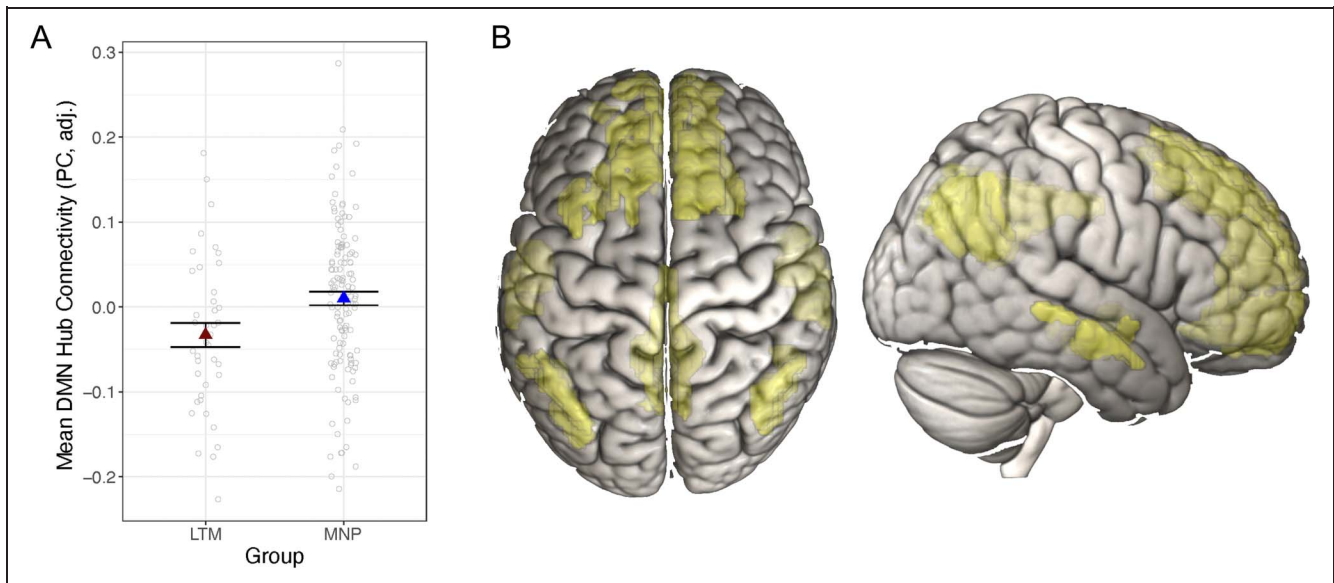 A
B
Mean DMN Hub Connectivity (PC, adj.)
0.3
0.2
0.1
0.0
−0.1
−0.2
LTM MNP
Group